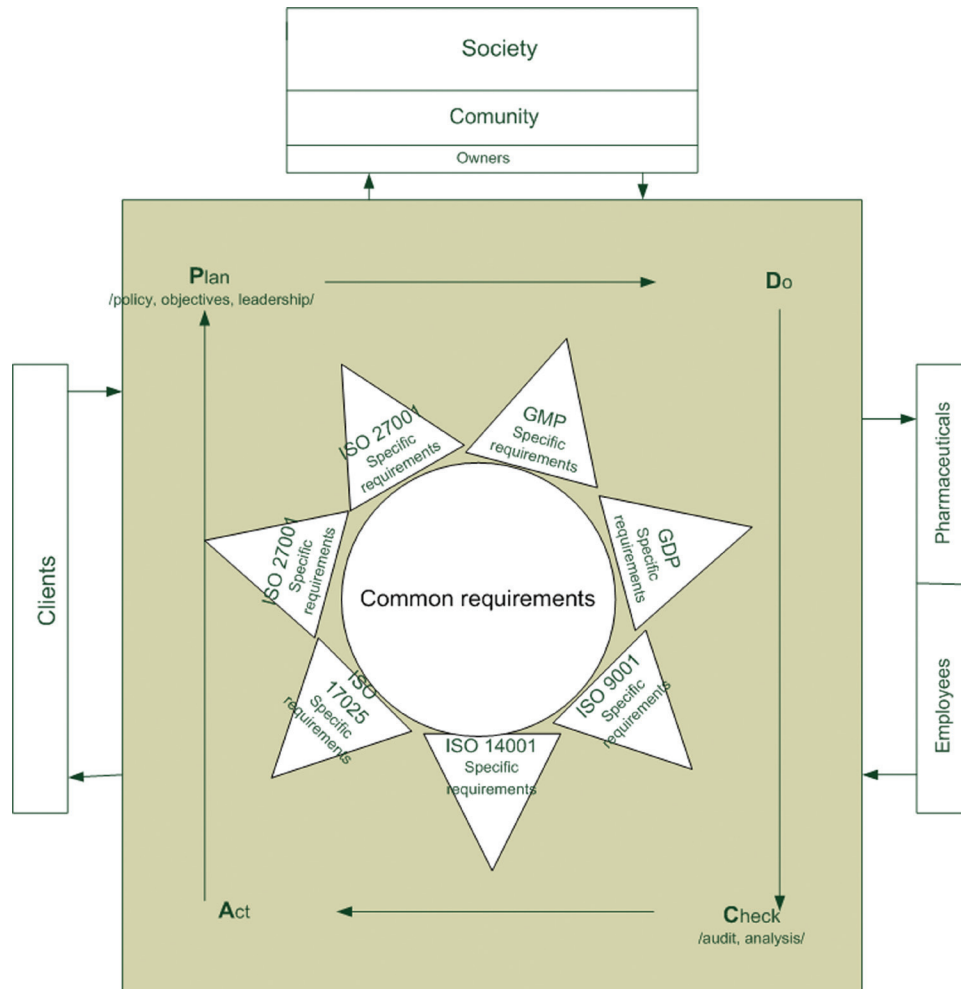 Society
Comunity
Owners
Plan
/policy, objectives, leadership/
Do
ISO 27001
Specific
requirements
GMP
Specific
requirements
ISO 27001
Specific
requirements
GDP
Specific
requirements
Common requirements
ISO
17025
Specific
requirements
ISO 9001
Specific
requirements
ISO 14001
Specific
requirements
Clients
Pharmaceuticals
Employees
Act
Check
/audit, analysis/